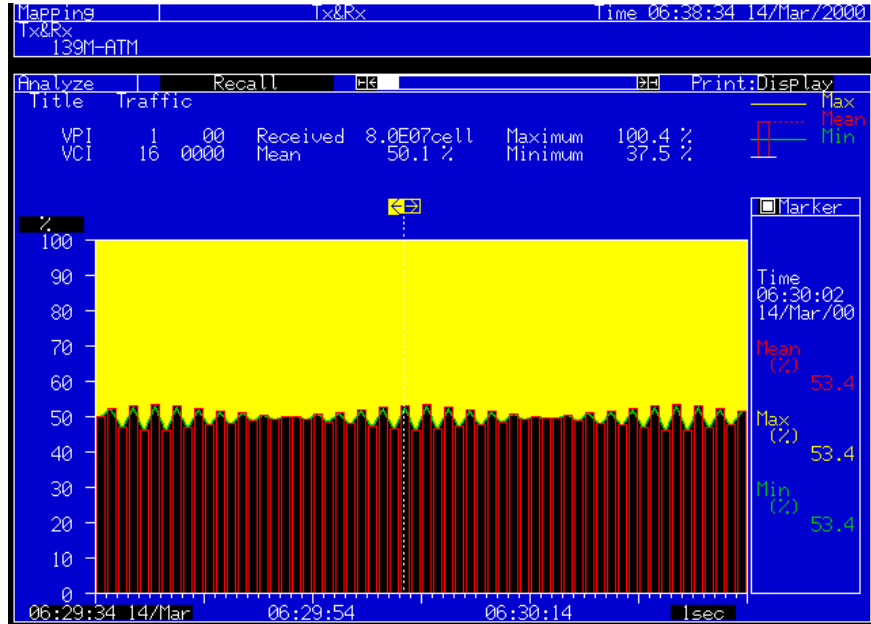 Mapping Tx&Rx Time 06:38:34 14/Mar/2000
Tx&Rx
139M-ATM
Analyze Recall Print:Display
Title Traffic
Max
Mean
Min
VPI 1 00 Received 8.0E07cell Maximum 100.4 %
VCI 16 0000 Mean 50.1 % Minimum 37.5 %
Marker
%
100
90
80
70
60
50
40
30
20
10
0
Time
06:30:02
14/Mar/00
Mean
(%)
53.4
Max
(%)
53.4
Min
(%)
53.4
06:29:34 14/Mar 06:29:54 06:30:14 1sec